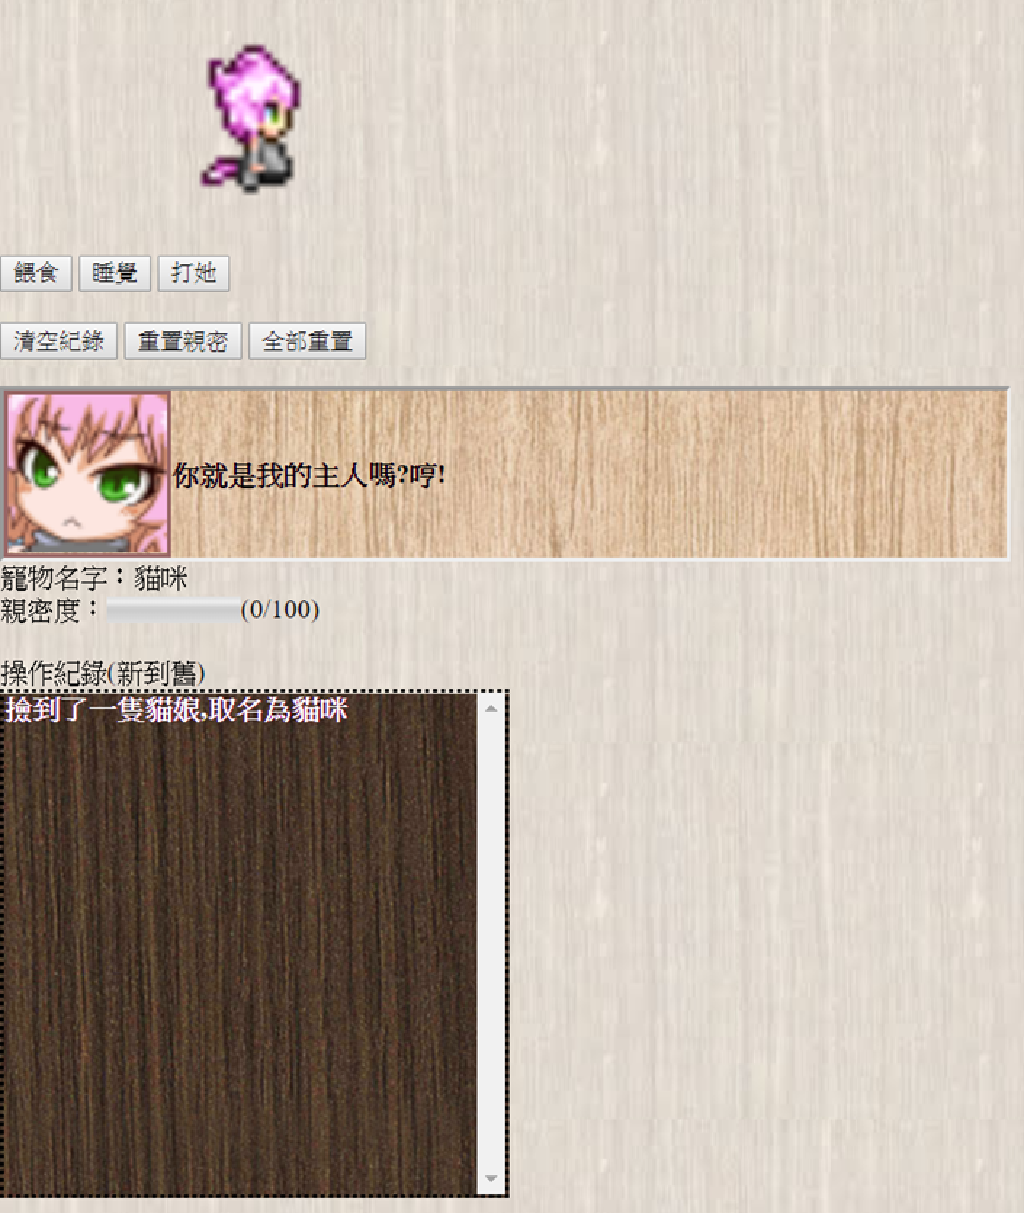 餵食 睡覺 打她
清空紀錄 重置親密 全部重置
你就是我的主人嗎?哼!
寵物名字：貓咪
親密度： (0/100)
操作紀錄(新到舊)
撿到了一隻貓娘,取名為貓咪